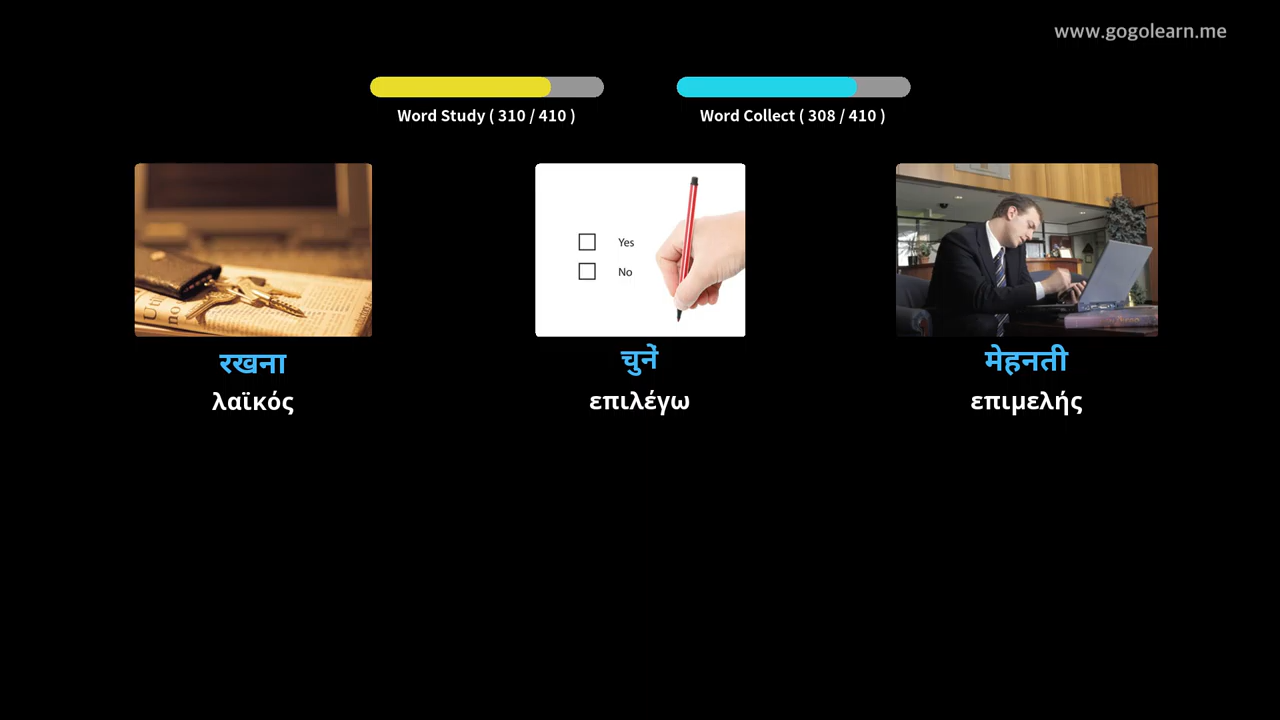 www.gogolearn.me
Word Study ( 310 / 410 )
Word Collect ( 308 / 410 )
Yes
No
रखना
चुनें
मेहनती
λαϊκός
επιλέγω
επιμελής